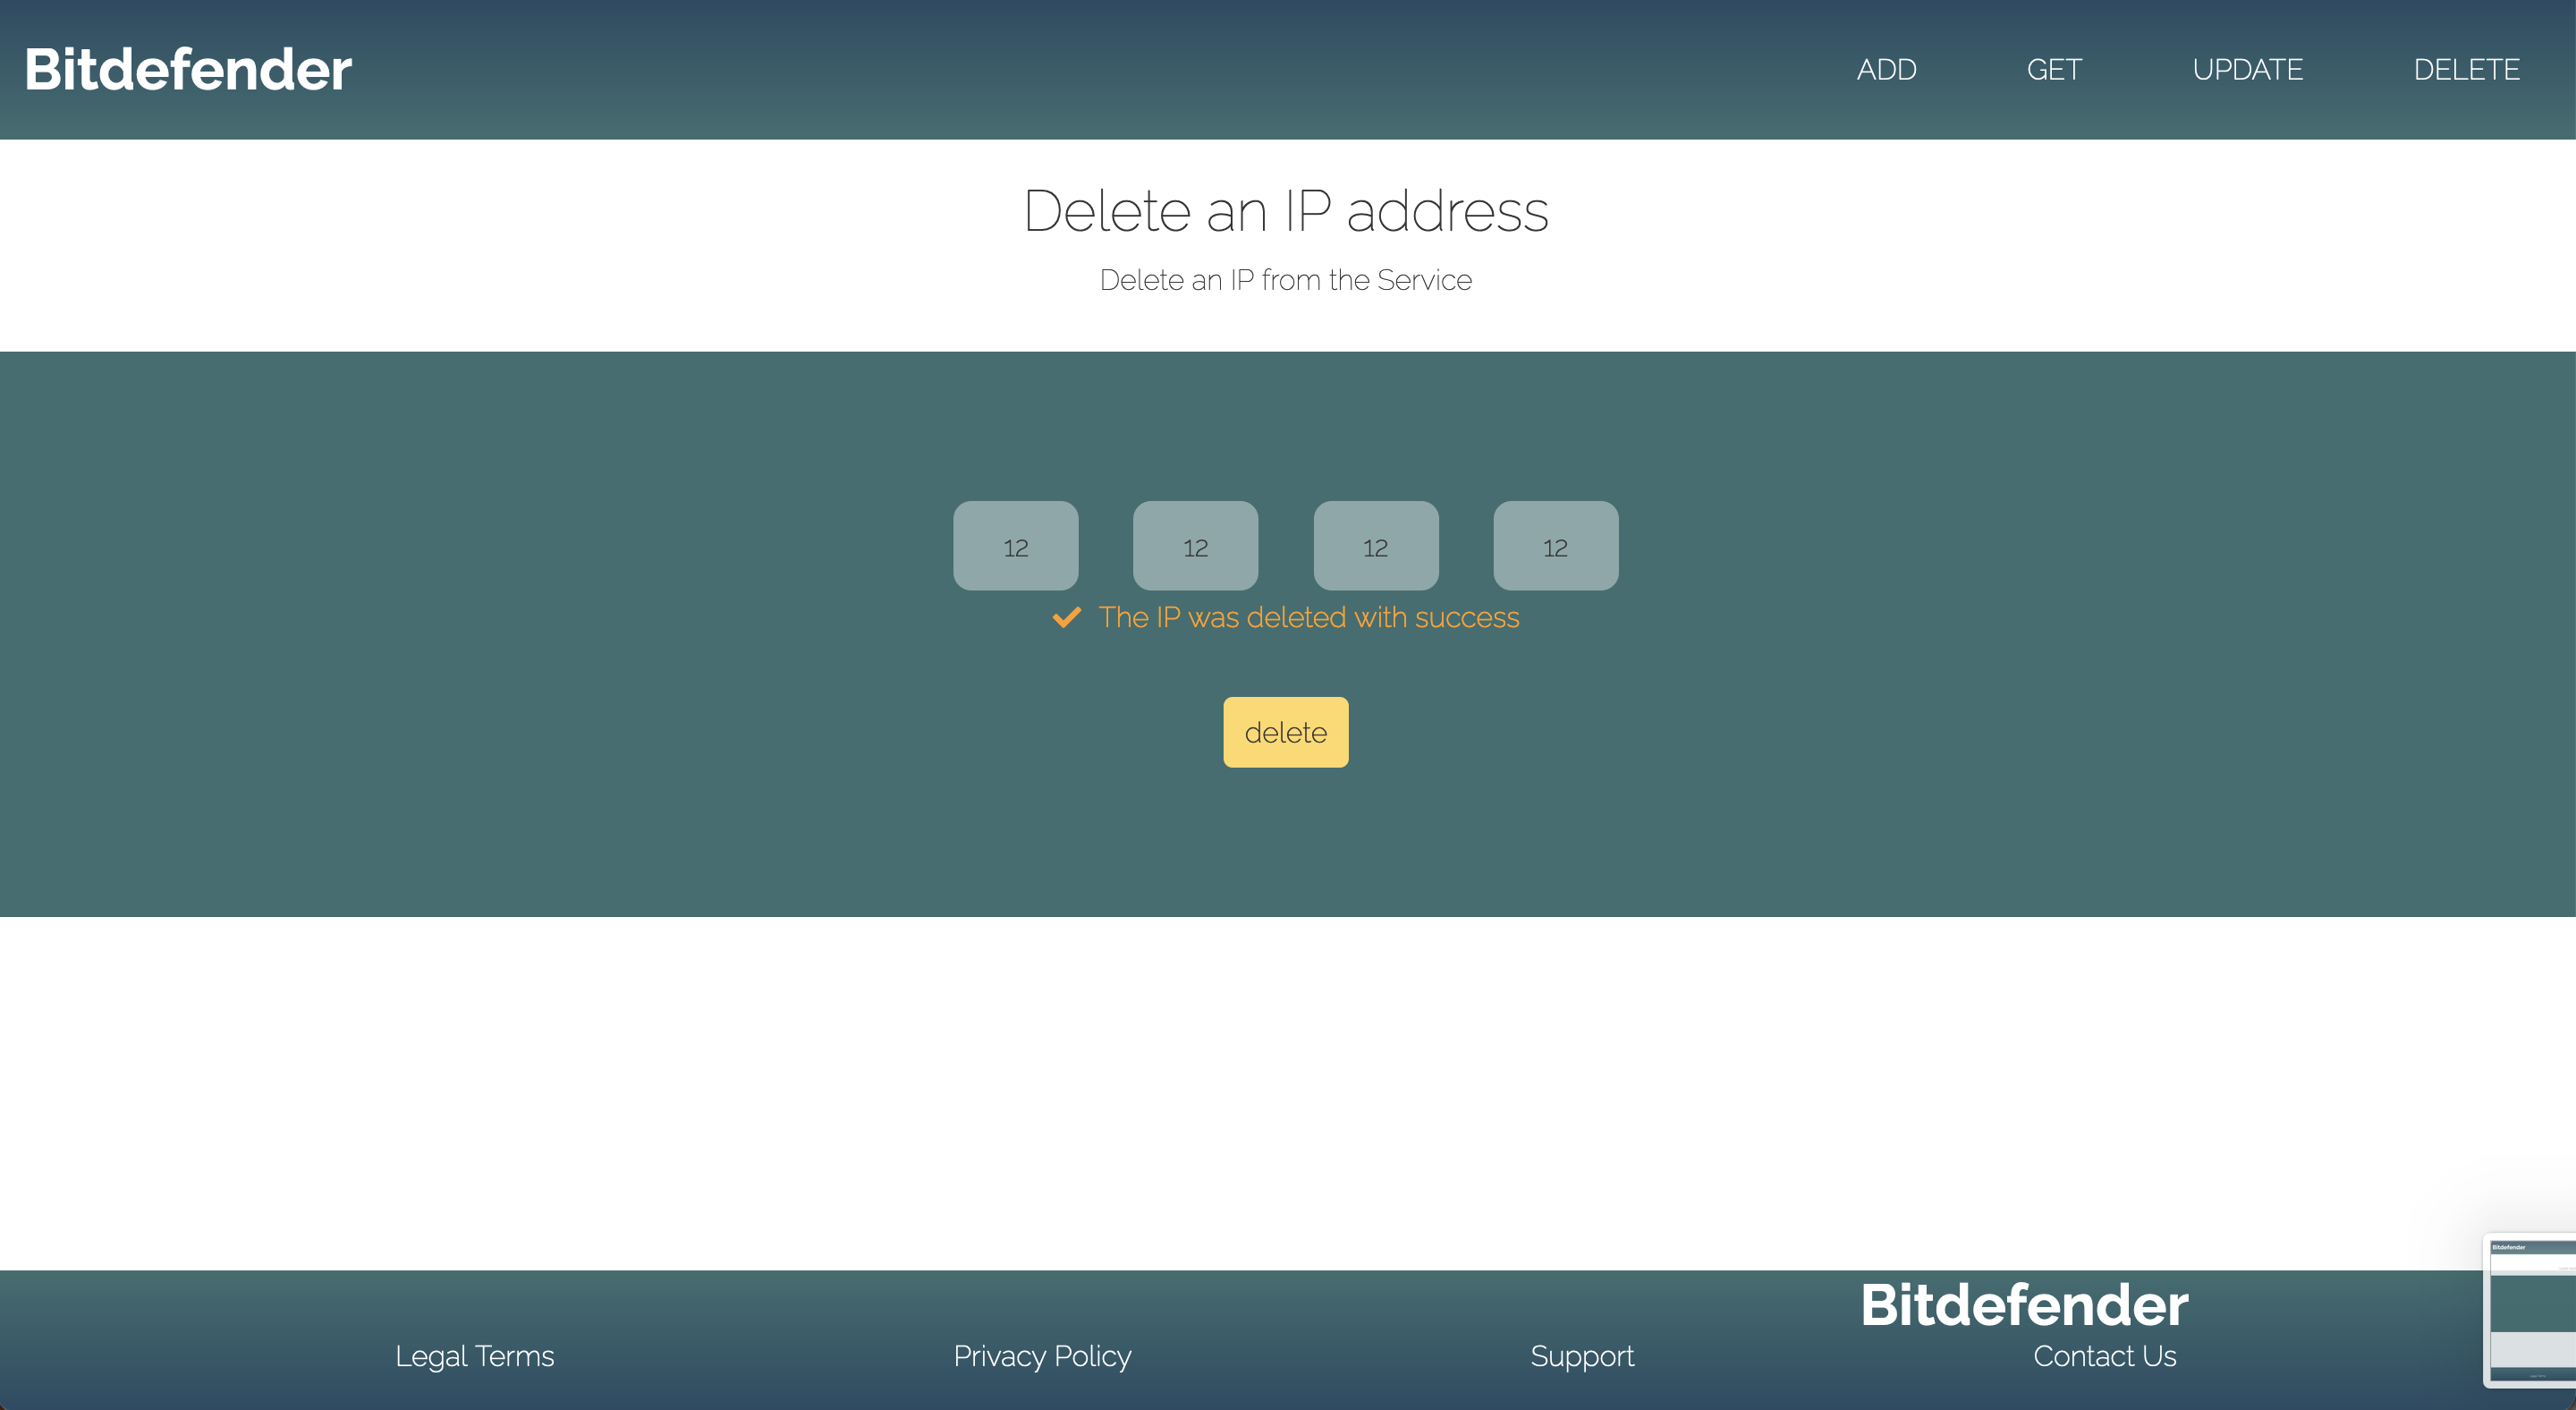 Bitdefender
ADD GET UPDATE DELETE
Delete an IP address
Delete an IP from the Service
12 12 12 12
The IP was deleted with success
delete
Bitdefender
Legal Terms Privacy Policy Support Contact Us
Bitdefender